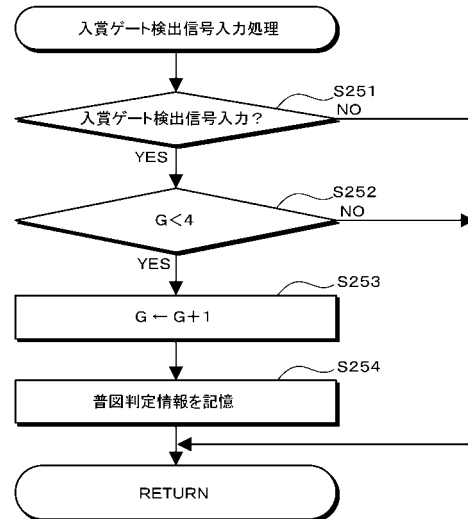 入賞ゲート検出信号入力処理
S251
入賞ゲート検出信号入力？
NO
YES
S252
G＜4
NO
YES
S253
G ← G＋1
S254
普図判定情報を記憶
RETURN